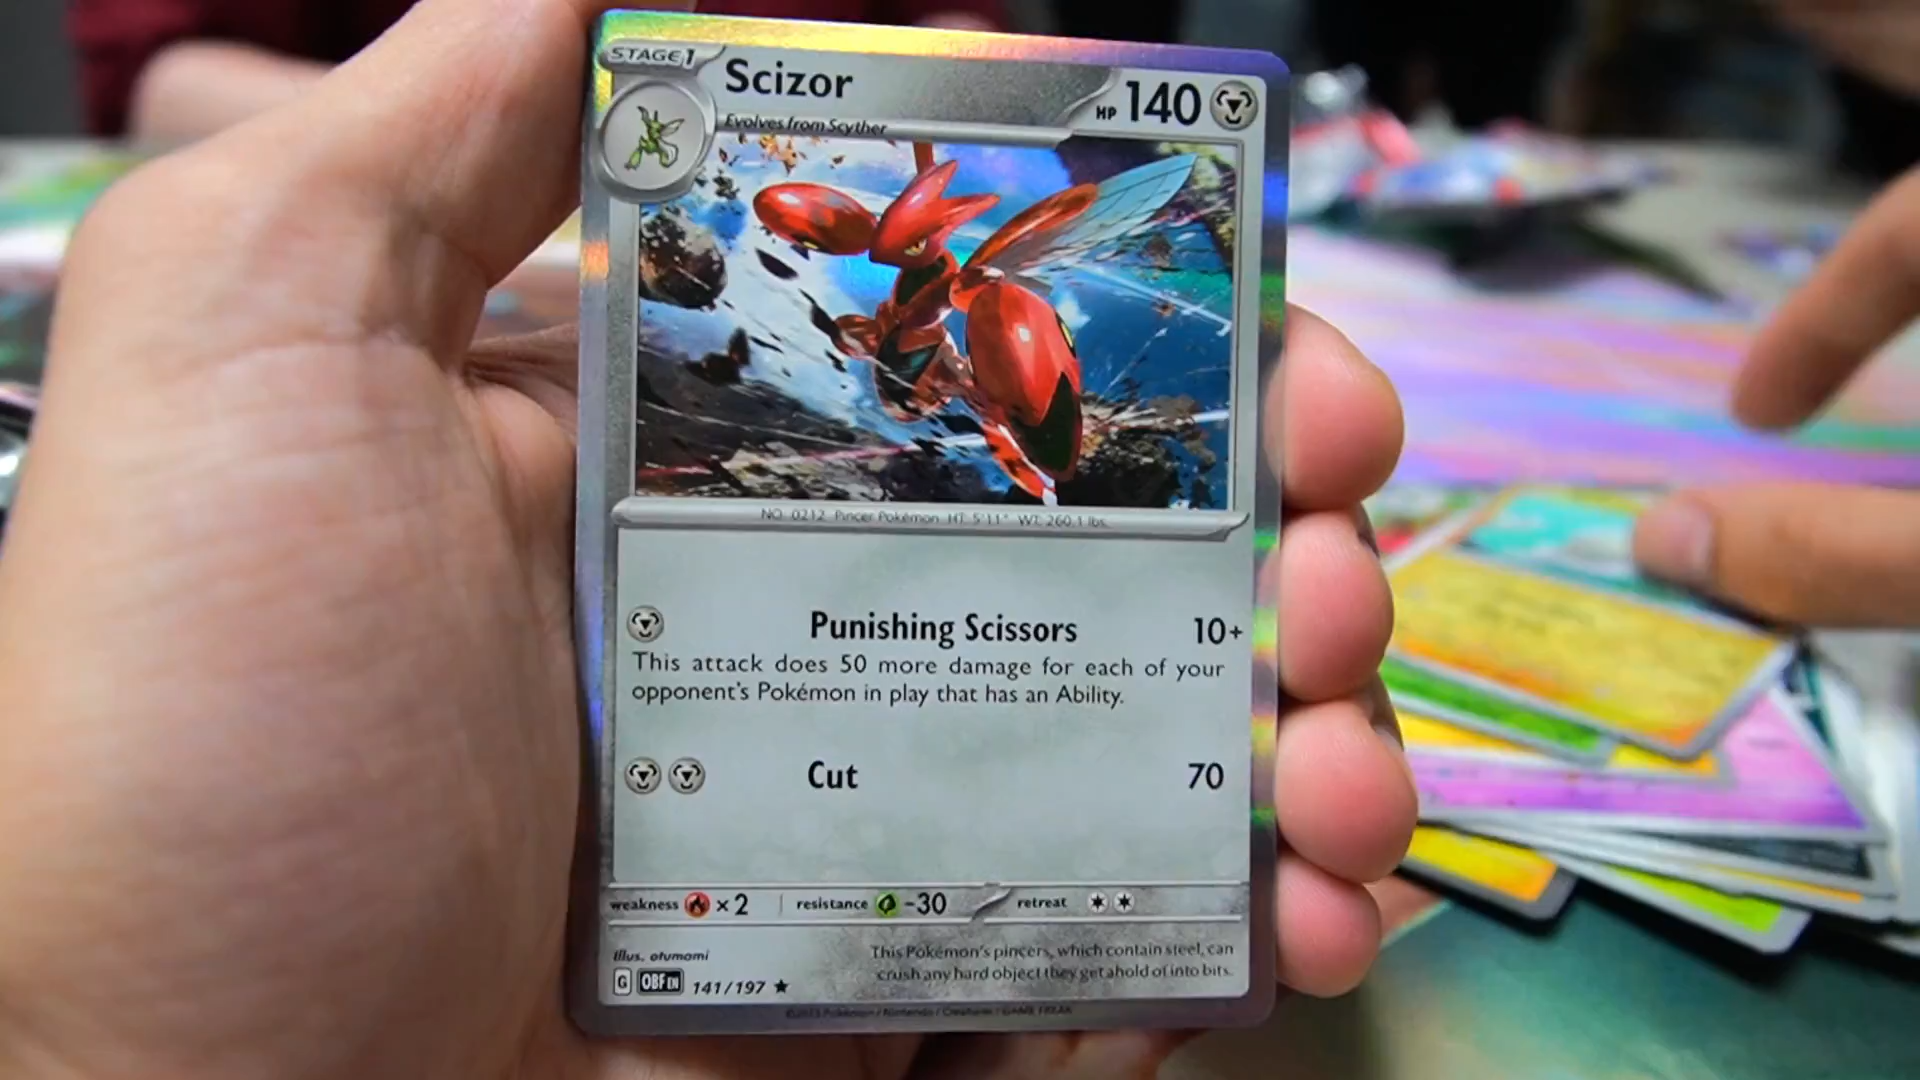 STAGE 1
Scizor
HP 140
Evolves from Scyther
NO. 0212 Pincer Pokémon HT: 5'11" WT: 260.1 lbs.
Punishing Scissors 10+
This attack does 50 more damage for each of your
opponent's Pokémon in play that has an Ability.
Cut 70
weakness ×2 resistance -30 retreat
Illus. otumami
This Pokémon's pincers, which contain steel, can
crush any hard object they get ahold of into bits.
G OBF EN 141/197 ★
©2023 Pokémon / Nintendo / Creatures / GAME FREAK